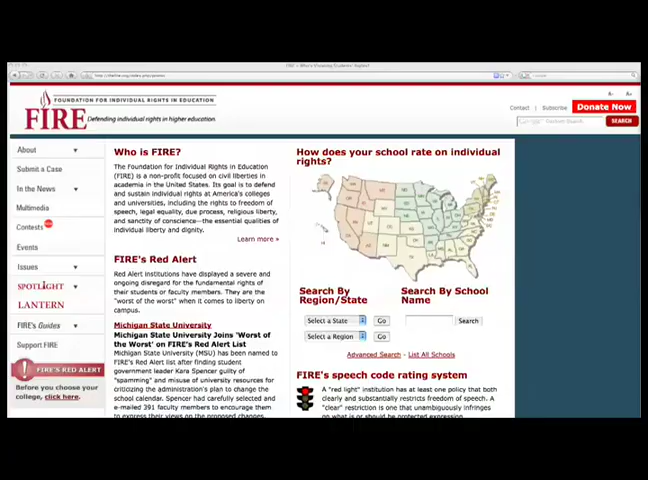 FOUNDATION FOR INDIVIDUAL RIGHTS IN EDUCATION
FIRE Defending individual rights in higher education.
Contact | Subscribe
Donate Now
SEARCH
About
Submit a Case
In the News
Multimedia
Contests
Events
Issues
SPOTLIGHT
LANTERN
FIRE's Guides
Support FIRE
FIRE'S RED ALERT
Before you choose your
college, click here.
Who is FIRE?
The Foundation for Individual Rights in Education
(FIRE) is a non-profit focused on civil liberties in
academia in the United States. Its goal is to defend
and sustain individual rights at America's colleges
and universities, including the rights to freedom of
speech, legal equality, due process, religious liberty,
and sanctity of conscience—the essential qualities of
individual liberty and dignity.
Learn more »
FIRE's Red Alert
Red Alert institutions have displayed a severe and
ongoing disregard for the fundamental rights of
their students or faculty members. They are the
"worst of the worst" when it comes to liberty on
campus.
Michigan State University
Michigan State University Joins 'Worst of
the Worst' on FIRE's Red Alert List
Michigan State University (MSU) has been named to
FIRE's Red Alert list after finding student
government leader Kara Spencer guilty of
"spamming" and misuse of university resources for
criticizing the administration's plan to change the
school calendar. Spencer had carefully selected and
e-mailed 391 faculty members to encourage them
to express their views on the proposed changes.
How does your school rate on individual
rights?
Search By
Region/State
Select a State
Go
Select a Region
Go
Search By School
Name
Search
Advanced Search - List All Schools
FIRE's speech code rating system
A "red light" institution has at least one policy that both
clearly and substantially restricts freedom of speech. A
"clear" restriction is one that unambiguously infringes
on what is or should be protected expression.